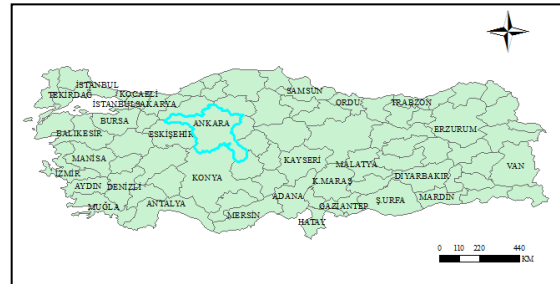 İSTANBUL
TEKİRDAĞ
KOCAELİ
İSTANBUL
SAKARYA
SAMSUN
ORDU
TRABZON
BURSA
ANKARA
ESKİŞEHİR
ERZURUM
BALIKESİR
MANİSA
KAYSERİ
MALATYA
VAN
İZMİR
KONYA
DİYARBAKIR
AYDIN
DENİZLİ
K.MARAŞ
MUĞLA
ANTALYA
ADANA
GAZİANTEP
Ş.URFA
MARDİN
MERSİN
HATAY
0 110 220 440
KM